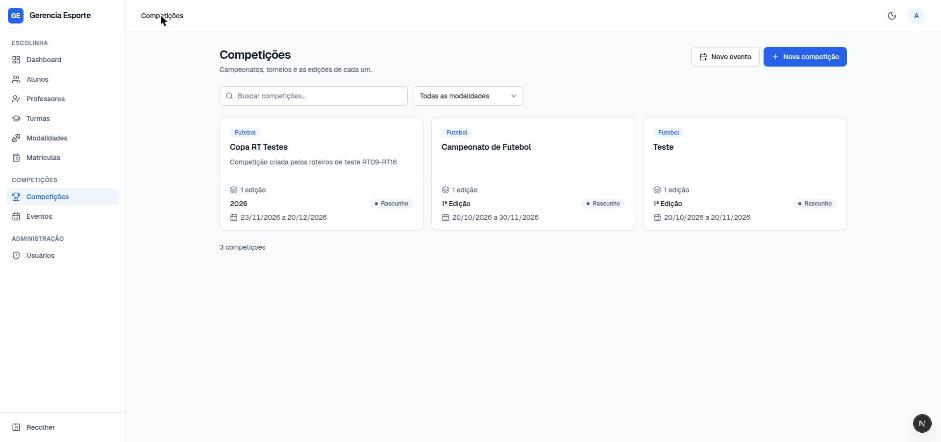 GE Gerencia Esporte
ESCOLINHA
Dashboard
Alunos
Professores
Turmas
Modalidades
Matrículas
COMPETIÇÕES
Competições
Eventos
ADMINISTRAÇÃO
Usuários
Recolher
Competições
A
Competições
Campeonatos, torneios e as edições de cada um.
Novo evento
Nova competição
Buscar competições...
Todas as modalidades
Futebol
Copa RT Testes
Competição criada pelos roteiros de teste RT09-RT16
1 edição
2026 Rascunho
23/11/2026 a 20/12/2026
Futebol
Campeonato de Futebol
1 edição
1ª Edição Rascunho
20/10/2026 a 30/11/2026
Futebol
Teste
1 edição
1ª Edição Rascunho
20/10/2026 a 20/11/2026
3 competições
N